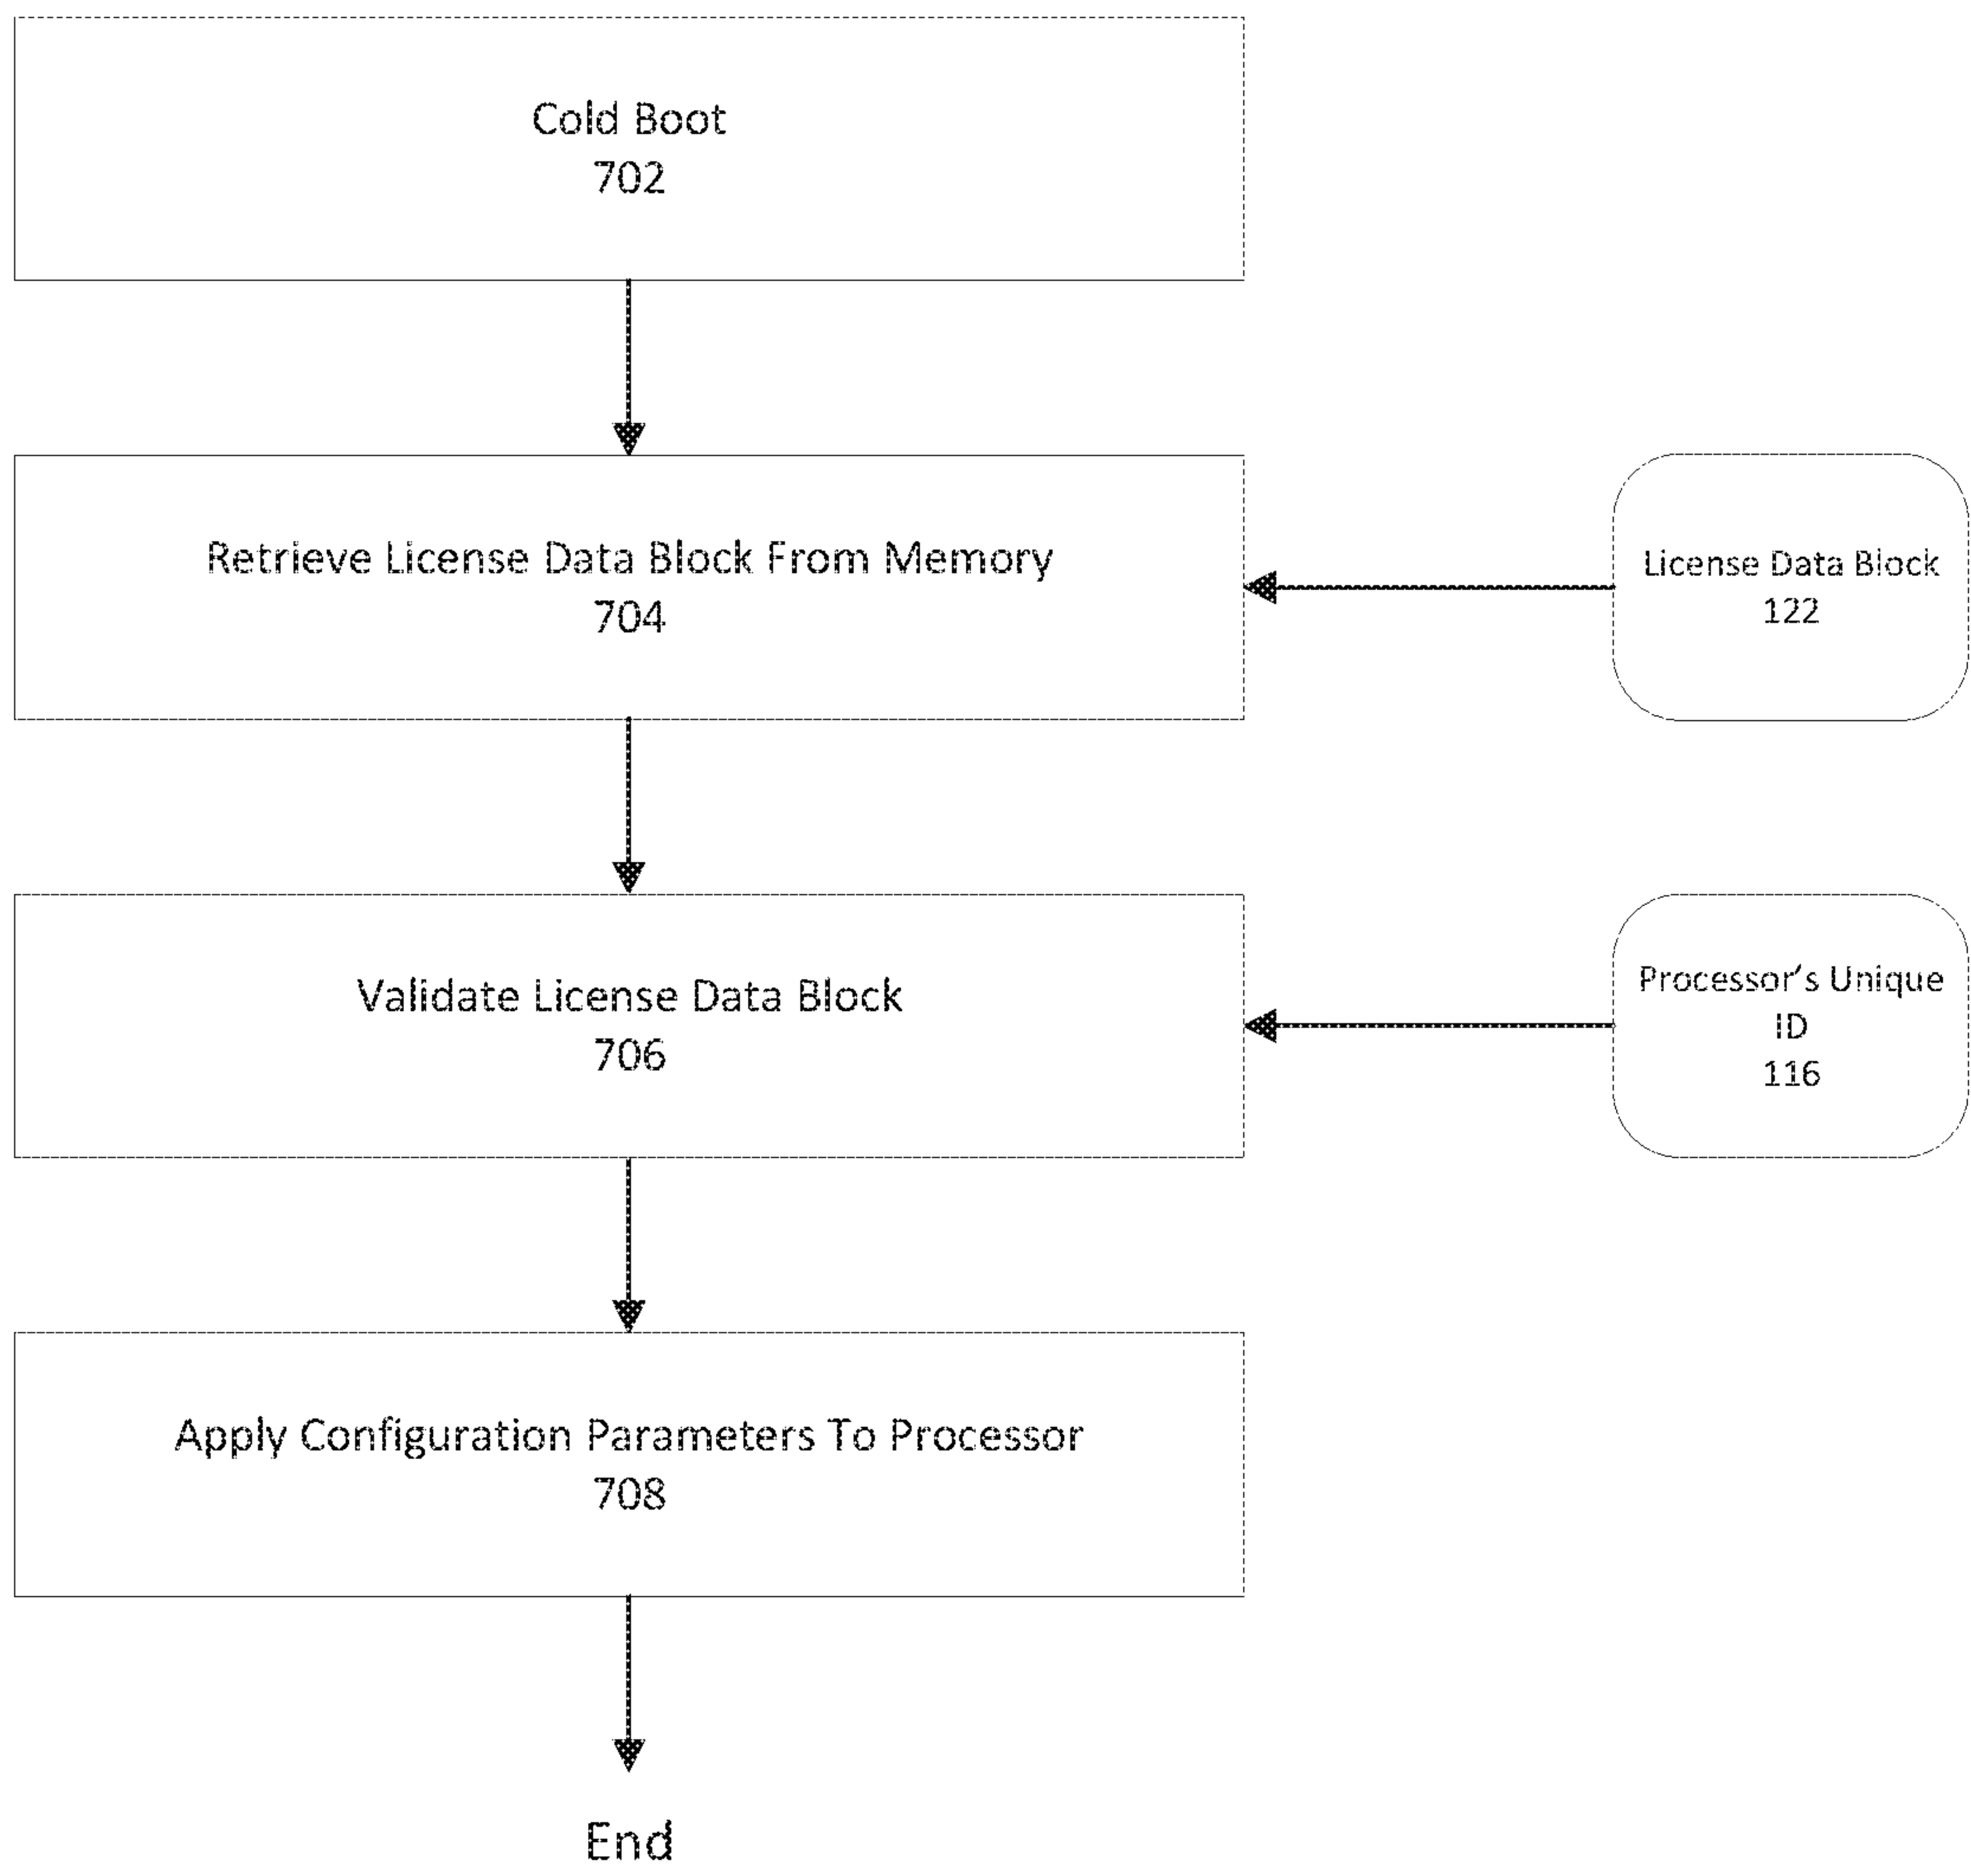 Cold Boot
702
Retrieve License Data Block From Memory
704
License Data Block
122
Validate License Data Block
706
Processor’s Unique
ID
116
Apply Configuration Parameters To Processor
708
End